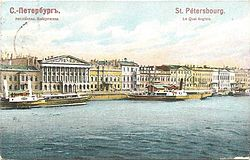 С.-Петербургъ.
Англійская Набережная
St. Pétersbourg.
Le Quai Anglais